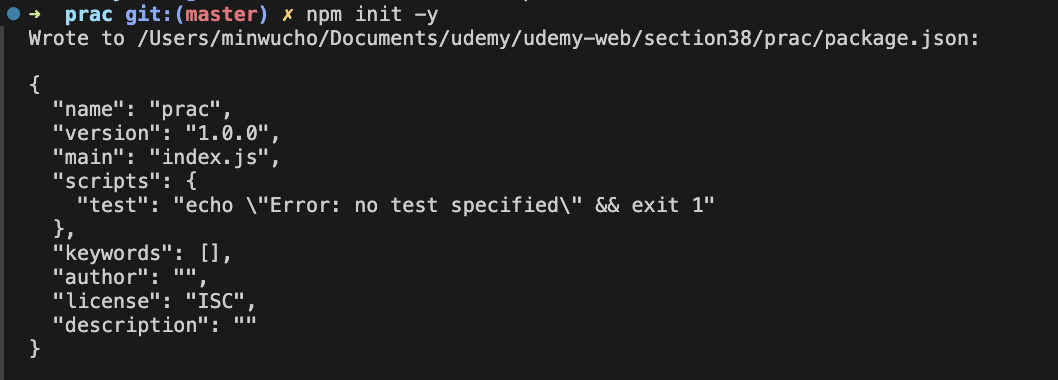 ➜  prac git:(master) ✗ npm init -y
Wrote to /Users/minwucho/Documents/udemy/udemy-web/section38/prac/package.json:

{
  "name": "prac",
  "version": "1.0.0",
  "main": "index.js",
  "scripts": {
    "test": "echo \"Error: no test specified\" && exit 1"
  },
  "keywords": [],
  "author": "",
  "license": "ISC",
  "description": ""
}